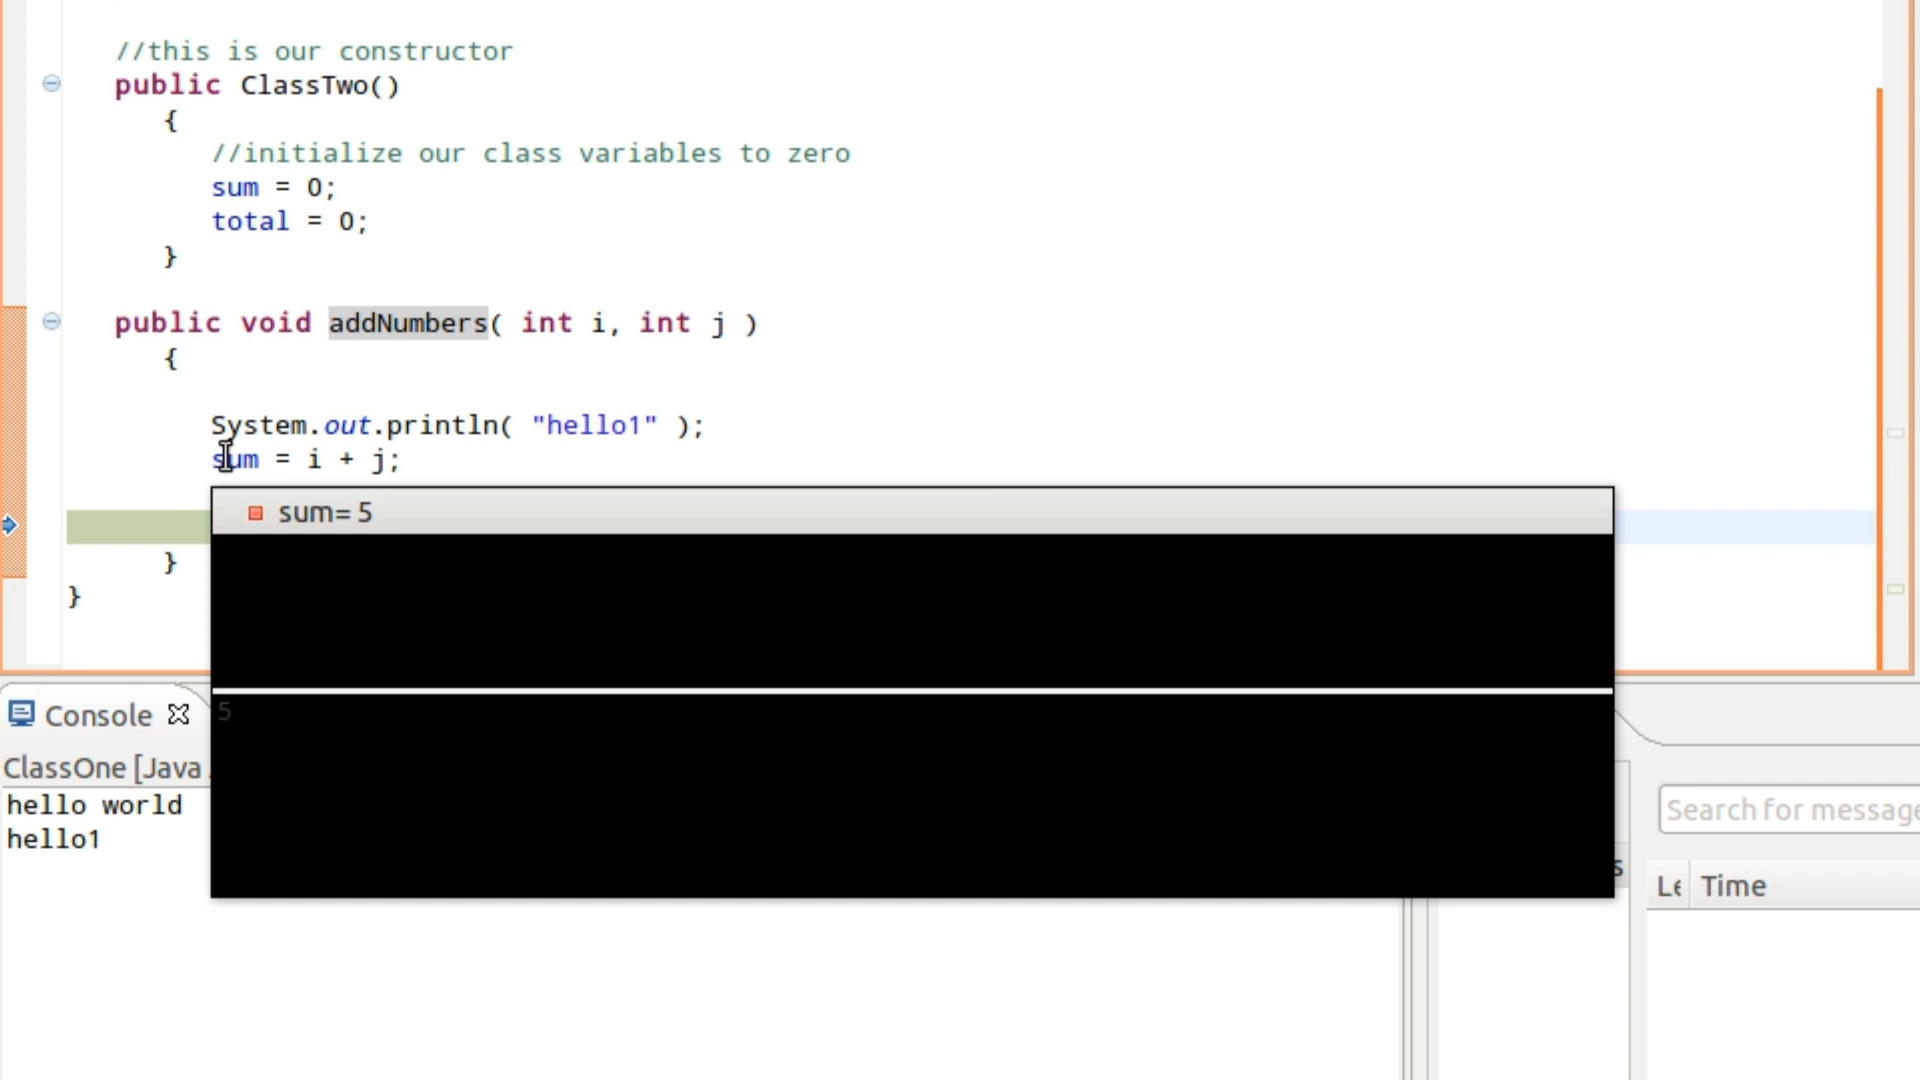 //this is our constructor
public ClassTwo()
{
//initialize our class variables to zero
sum = 0;
total = 0;
}
public void addNumbers( int i, int j )
{
System.out.println( "hello1" );
sum = i + j;
sum= 5
}
}
5
Console
ClassOne [Java
hello world
hello1
Search for message
s
Le Time